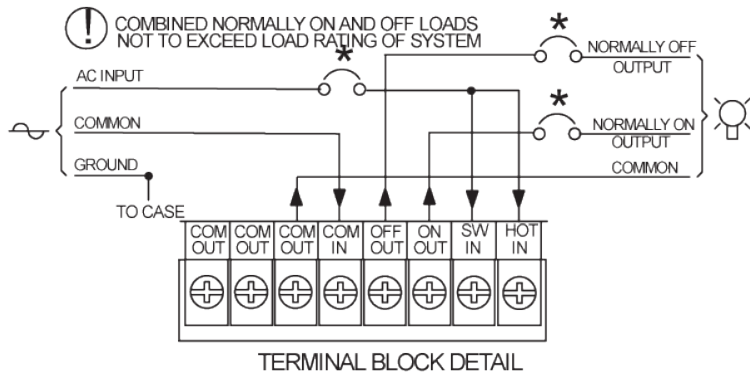 ! COMBINED NORMALLY ON AND OFF LOADS
NOT TO EXCEED LOAD RATING OF SYSTEM
AC INPUT
*
*
NORMALLY OFF
OUTPUT
COMMON
*
NORMALLY ON
OUTPUT
GROUND
COMMON
TO CASE
COM OUT
COM OUT
COM OUT
COM IN
OFF OUT
ON OUT
SW IN
HOT IN
TERMINAL BLOCK DETAIL